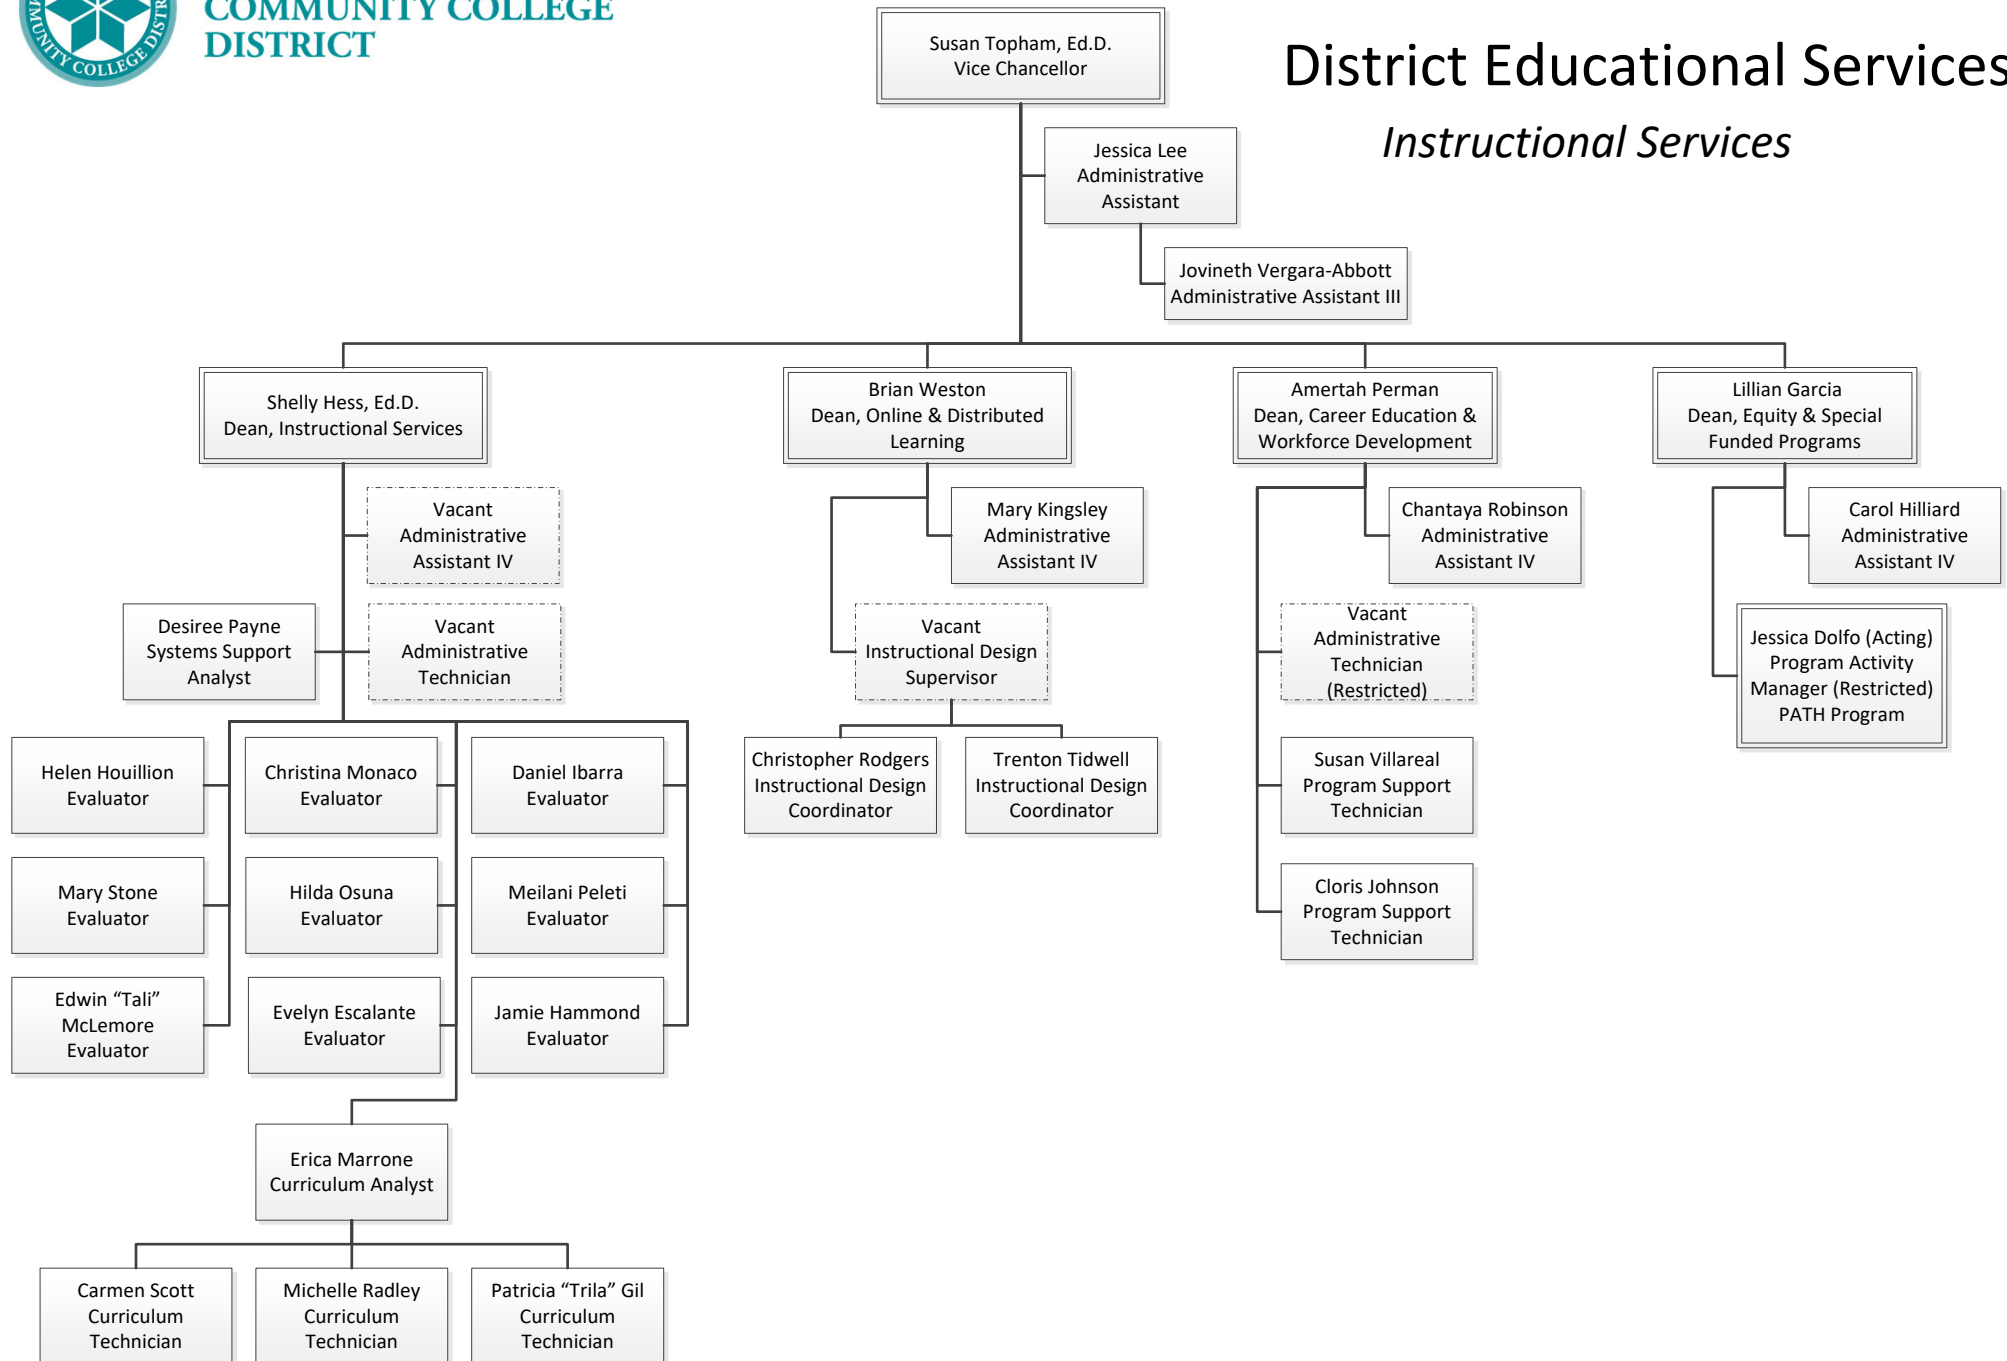 COMMUNITY COLLEGE
DISTRICT
COMMUNITY COLLEGE
District Educational Services
Instructional Services
Susan Topham, Ed.D.
Vice Chancellor
Jessica Lee
Administrative
Assistant
Jovineth Vergara-Abbott
Administrative Assistant III
Shelly Hess, Ed.D.
Dean, Instructional Services
Brian Weston
Dean, Online & Distributed
Learning
Amertah Perman
Dean, Career Education &
Workforce Development
Lillian Garcia
Dean, Equity & Special
Funded Programs
Vacant
Administrative
Assistant IV
Mary Kingsley
Administrative
Assistant IV
Chantaya Robinson
Administrative
Assistant IV
Carol Hilliard
Administrative
Assistant IV
Desiree Payne
Systems Support
Analyst
Vacant
Administrative
Technician
Vacant
Instructional Design
Supervisor
Vacant
Administrative
Technician
(Restricted)
Jessica Dolfo (Acting)
Program Activity
Manager (Restricted)
PATH Program
Helen Houillion
Evaluator
Christina Monaco
Evaluator
Daniel Ibarra
Evaluator
Christopher Rodgers
Instructional Design
Coordinator
Trenton Tidwell
Instructional Design
Coordinator
Susan Villareal
Program Support
Technician
Mary Stone
Evaluator
Hilda Osuna
Evaluator
Meilani Peleti
Evaluator
Cloris Johnson
Program Support
Technician
Edwin “Tali”
McLemore
Evaluator
Evelyn Escalante
Evaluator
Jamie Hammond
Evaluator
Erica Marrone
Curriculum Analyst
Carmen Scott
Curriculum
Technician
Michelle Radley
Curriculum
Technician
Patricia “Trila” Gil
Curriculum
Technician